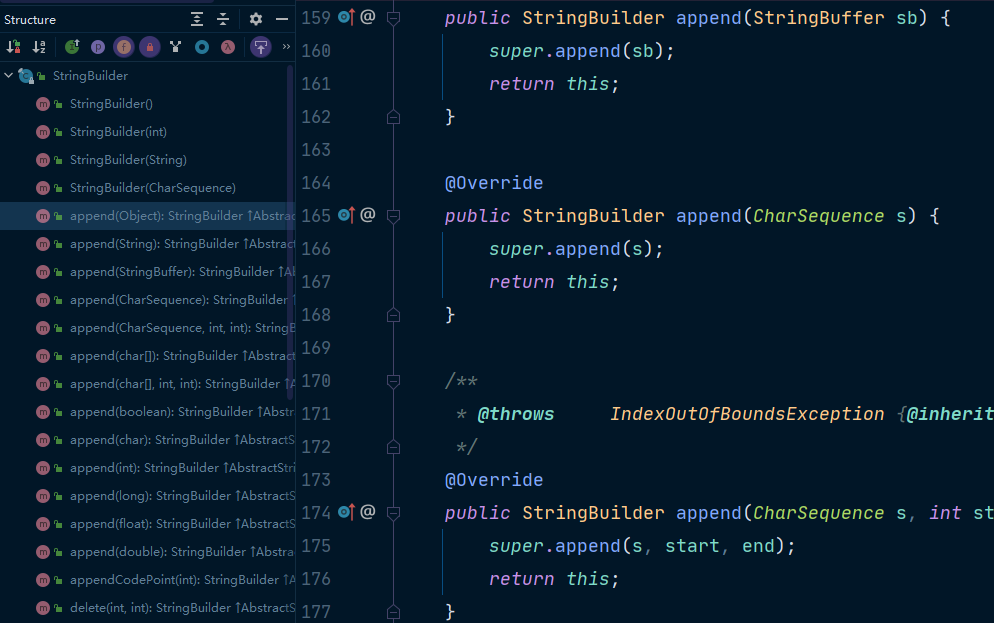 Structure
StringBuilder
StringBuilder()
StringBuilder(int)
StringBuilder(String)
StringBuilder(CharSequence)
append(Object): StringBuilder ↑Abstrac
append(String): StringBuilder ↑Abstract
append(StringBuffer): StringBuilder ↑Al
append(CharSequence): StringBuilder ↑
append(CharSequence, int, int): StringB
append(char[]): StringBuilder ↑Abstract
append(char[], int, int): StringBuilder ↑A
append(boolean): StringBuilder ↑Abstr
append(char): StringBuilder ↑AbstractS
append(int): StringBuilder ↑AbstractStri
append(long): StringBuilder ↑AbstractS
append(float): StringBuilder ↑AbstractS
append(double): StringBuilder ↑Abstra
appendCodePoint(int): StringBuilder ↑A
delete(int, int): StringBuilder ↑AbstractS
159 @ public StringBuilder append(StringBuffer sb) {
160 super.append(sb);
161 return this;
162 }
163
164 @Override
165 @ public StringBuilder append(CharSequence s) {
166 super.append(s);
167 return this;
168 }
169
170 /**
171 * @throws IndexOutOfBoundsException {@inherit
172 */
173 @Override
174 @ public StringBuilder append(CharSequence s, int st
175 super.append(s, start, end);
176 return this;
177 }